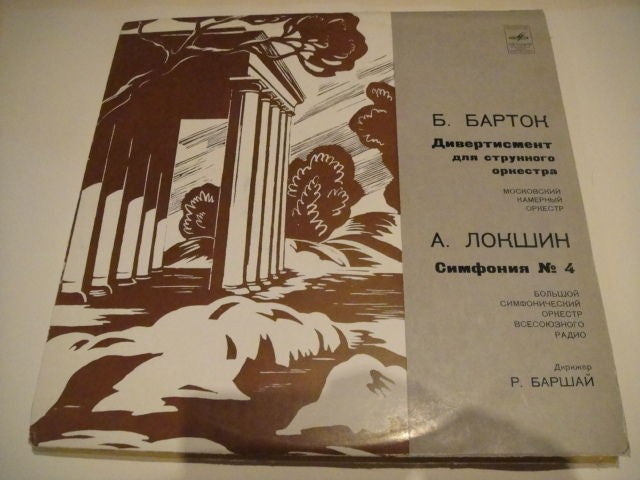 Б. БАРТОК
Дивертисмент
для струнного
оркестра
МОСКОВСКИЙ
КАМЕРНЫЙ
ОРКЕСТР
А. ЛОКШИН
Симфония № 4
БОЛЬШОЙ
СИМФОНИЧЕСКИЙ
ОРКЕСТР
ВСЕСОЮЗНОГО
РАДИО
Дирижер
Р. БАРШАЙ